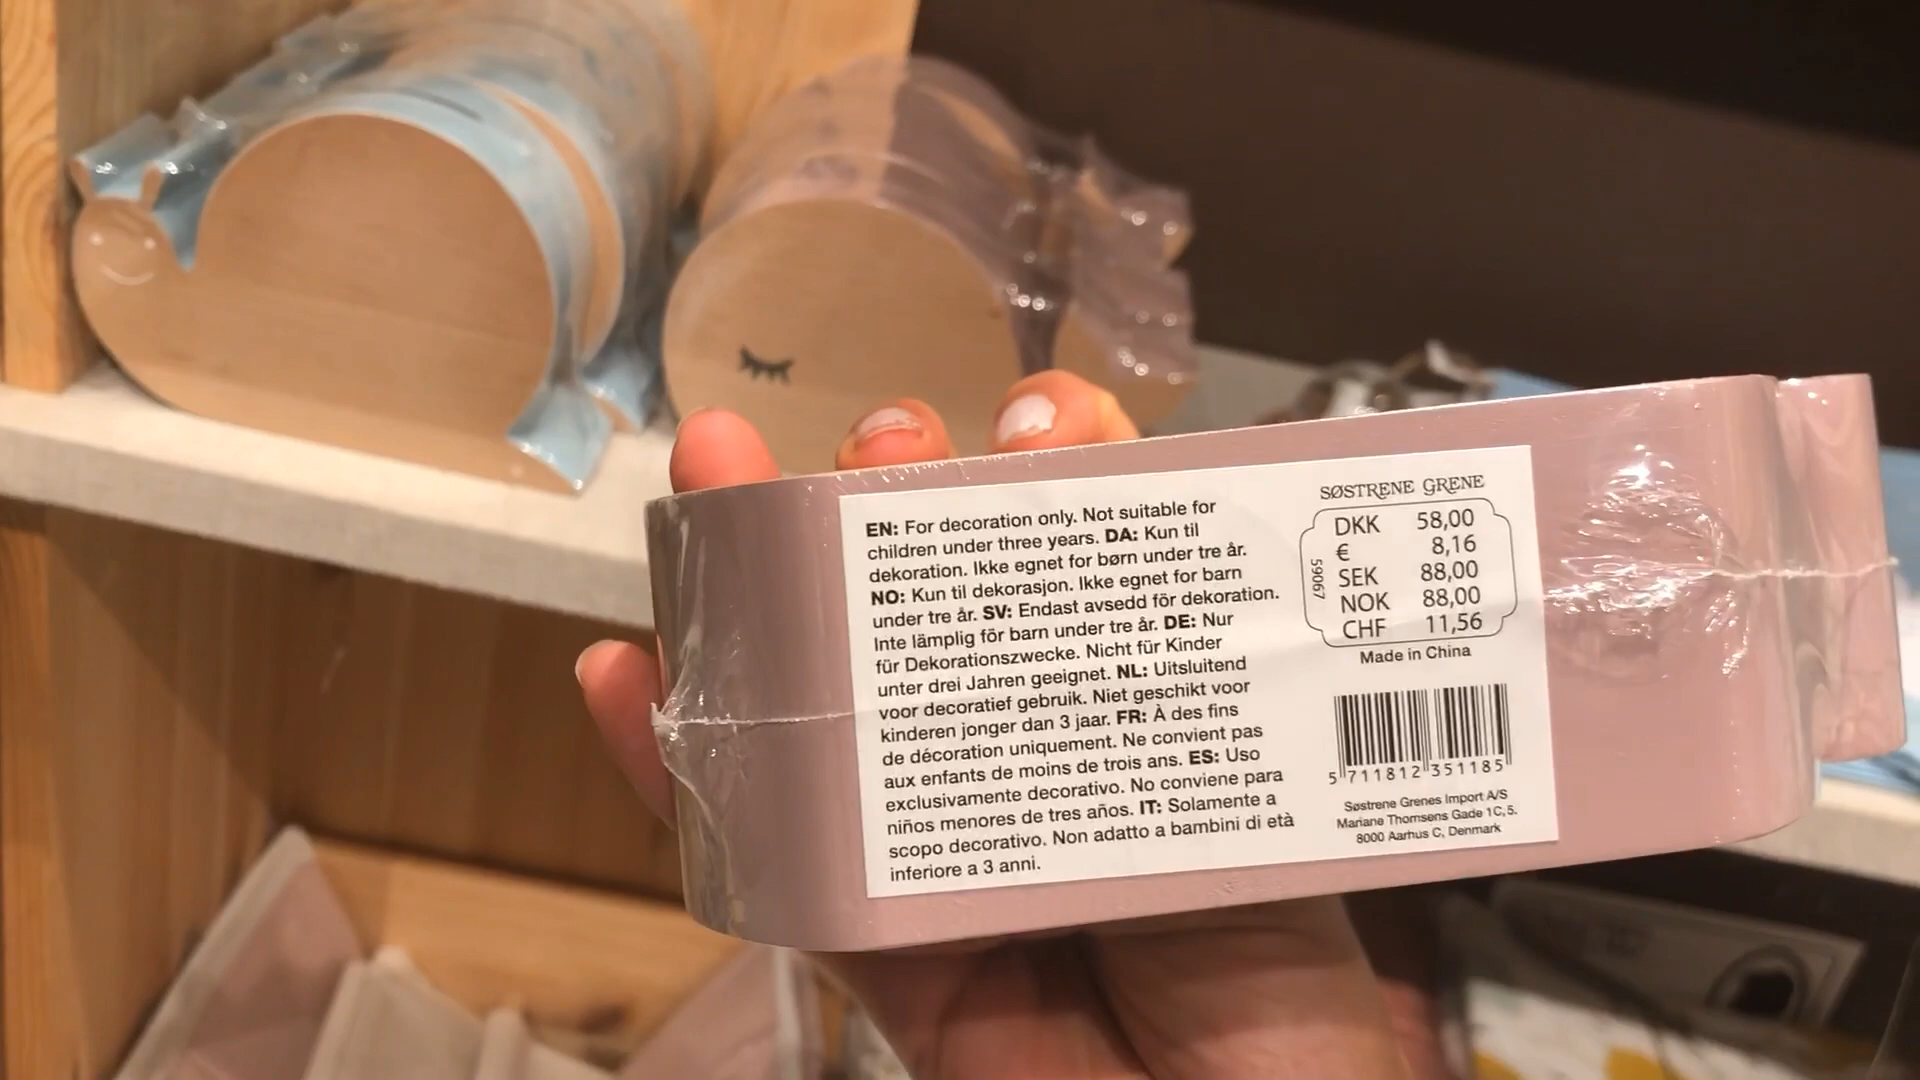 EN: For decoration only. Not suitable for
children under three years. DA: Kun til
dekoration. Ikke egnet for børn under tre år.
NO: Kun til dekorasjon. Ikke egnet for barn
under tre år. SV: Endast avsedd för dekoration.
Inte lämplig för barn under tre år. DE: Nur
für Dekorationszwecke. Nicht für Kinder
unter drei Jahren geeignet. NL: Uitsluitend
voor decoratief gebruik. Niet geschikt voor
kinderen jonger dan 3 jaar. FR: À des fins
de décoration uniquement. Ne convient pas
aux enfants de moins de trois ans. ES: Uso
exclusivamente decorativo. No conviene para
niños menores de tres años. IT: Solamente a
scopo decorativo. Non adatto a bambini di età
inferiore a 3 anni.
SØSTRENE GRENE
DKK 58,00
€ 8,16
SEK 88,00
NOK 88,00
CHF 11,56
59067
Made in China
5 711812 351185
Søstrene Grenes Import A/S
Mariane Thomsens Gade 1C, 5.
8000 Aarhus C, Denmark